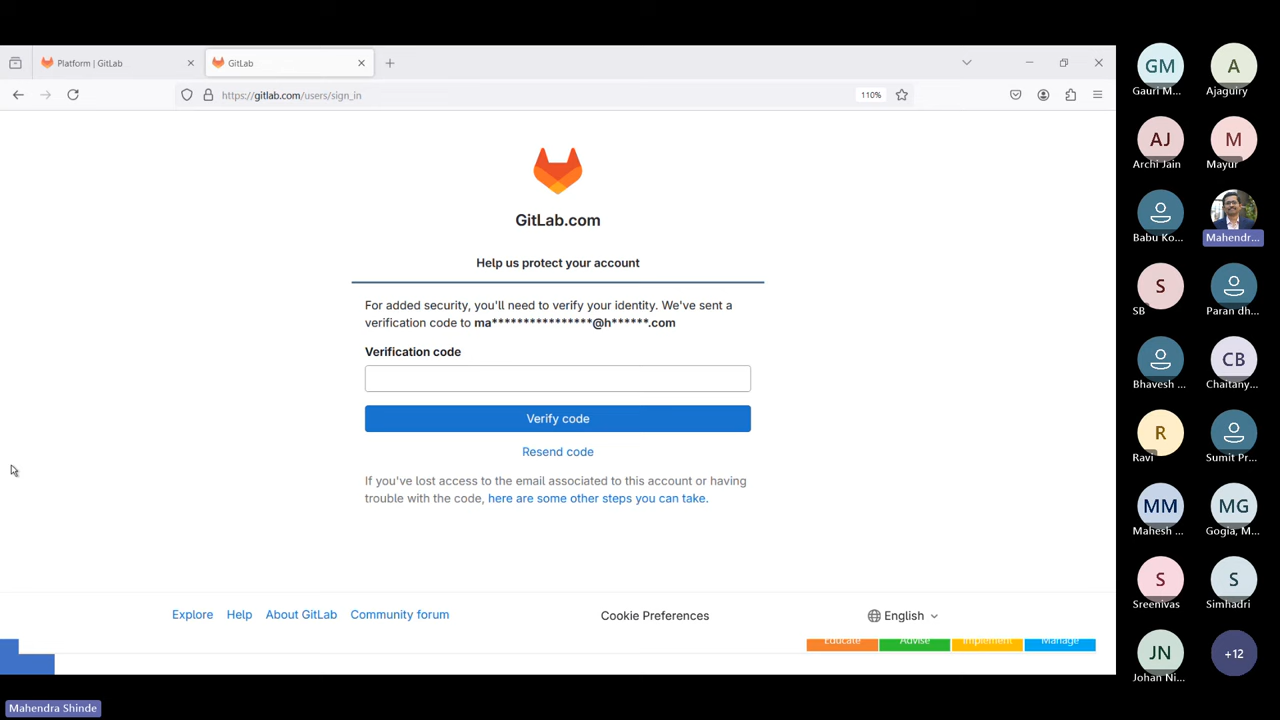 Platform | GitLab
GitLab
https://gitlab.com/users/sign_in
110%
GitLab.com
Help us protect your account
For added security, you'll need to verify your identity. We've sent a
verification code to ma****************@h******.com
Verification code
Verify code
Resend code
If you've lost access to the email associated to this account or having
trouble with the code, here are some other steps you can take.
Explore
Help
About GitLab
Community forum
Cookie Preferences
English
Educate
Advise
Implement
Manage
GM
Gauri M...
A
Ajaguiry
AJ
Archi Jain
M
Mayur
Babu Ko...
Mahendr...
S
SB
Paran dh...
Bhavesh ...
CB
Chaitany...
R
Ravi
Sumit Pr...
MM
Mahesh ...
MG
Gogia, M...
S
Sreenivas
S
Simhadri
JN
Johan Ni...
+12
Mahendra Shinde